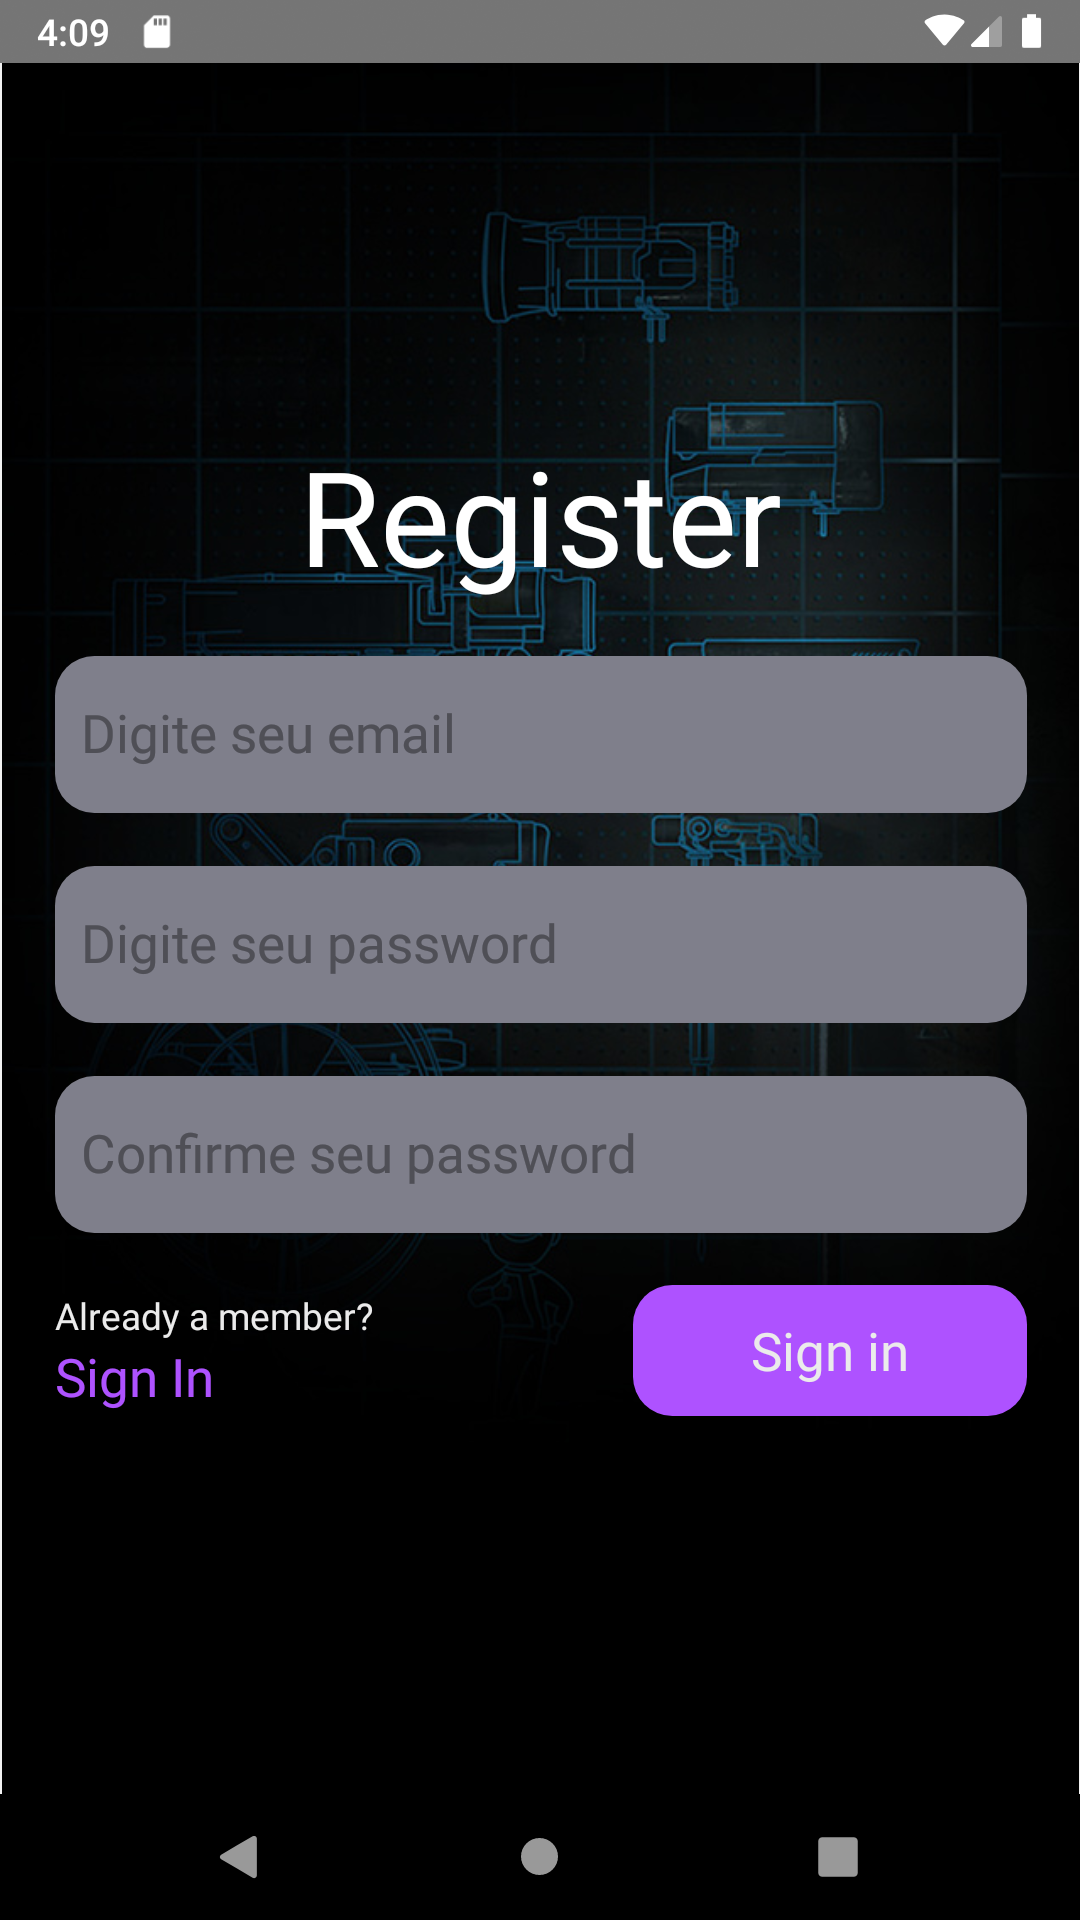 4:09
Register
Digite seu email
Digite seu password
Confirme seu password
Already a member?
Sign In
Sign in